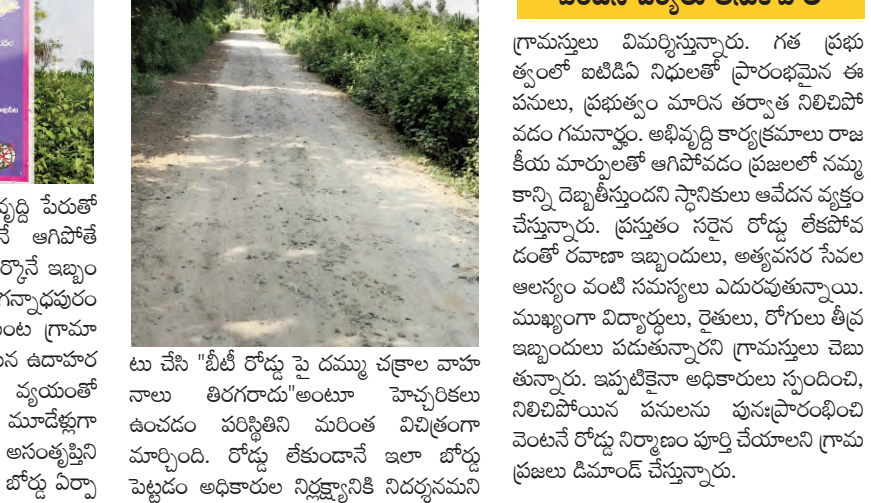 వృద్ది పేరుతో
నే ఆగిపోతే
ర్కొనే ఇబ్బం
గన్నాధపురం
ంట గ్రామా
న ఉదాహర
వ్యయంతో
మూడేళ్లుగా
అసంతృప్తిని
బోర్డు ఏర్పా
టు చేసి "బీటీ రోడ్డు పై దమ్ము చక్రాల వాహ
నాలు తిరగరాదు"అంటూ హెచ్చరికలు
ఉంచడం పరిస్థితిని మరింత విచిత్రంగా
మార్చింది. రోడ్డు లేకుండానే ఇలా బోర్డు
పెట్టడం అధికారుల నిర్లక్ష్యానికి నిదర్శనమని
గ్రామస్తులు విమర్శిస్తున్నారు. గత ప్రభు
త్వంలో ఐటిడిఏ నిధులతో ప్రారంభమైన ఈ
పనులు, ప్రభుత్వం మారిన తర్వాత నిలిచిపో
వడం గమనార్హం. అభివృద్ధి కార్యక్రమాలు రాజ
కీయ మార్పులతో ఆగిపోవడం ప్రజలలో నమ్మ
కాన్ని దెబ్బతీస్తుందని స్థానికులు ఆవేదన వ్యక్తం
చేస్తున్నారు. ప్రస్తుతం సరైన రోడ్డు లేకపోవ
డంతో రవాణా ఇబ్బందులు, అత్యవసర సేవల
ఆలస్యం వంటి సమస్యలు ఎదురవుతున్నాయి.
ముఖ్యంగా విద్యార్థులు, రైతులు, రోగులు తీవ్ర
ఇబ్బందులు పడుతున్నారని గ్రామస్తులు చెబు
తున్నారు. ఇప్పటికైనా అధికారులు స్పందించి,
నిలిచిపోయిన పనులను పునఃప్రారంభించి
వెంటనే రోడ్డు నిర్మాణం పూర్తి చేయాలని గ్రామ
ప్రజలు డిమాండ్ చేస్తున్నారు.